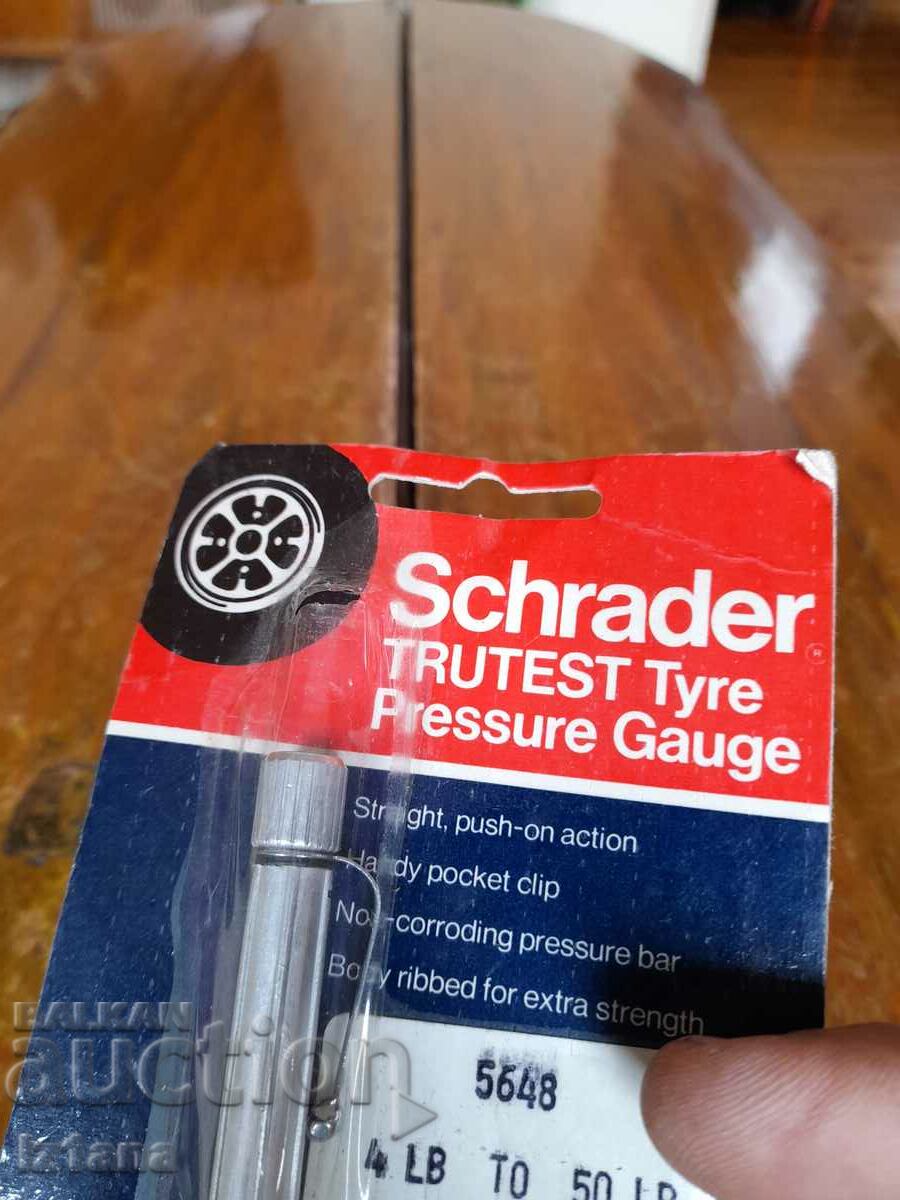 Schrader®
TRUTEST Tyre
Pressure Gauge
Straight, push-on action
Handy pocket clip
Non-corroding pressure bar
Body ribbed for extra strength
5648
4 LB TO 50 LB
BALKAN
auction
iziana